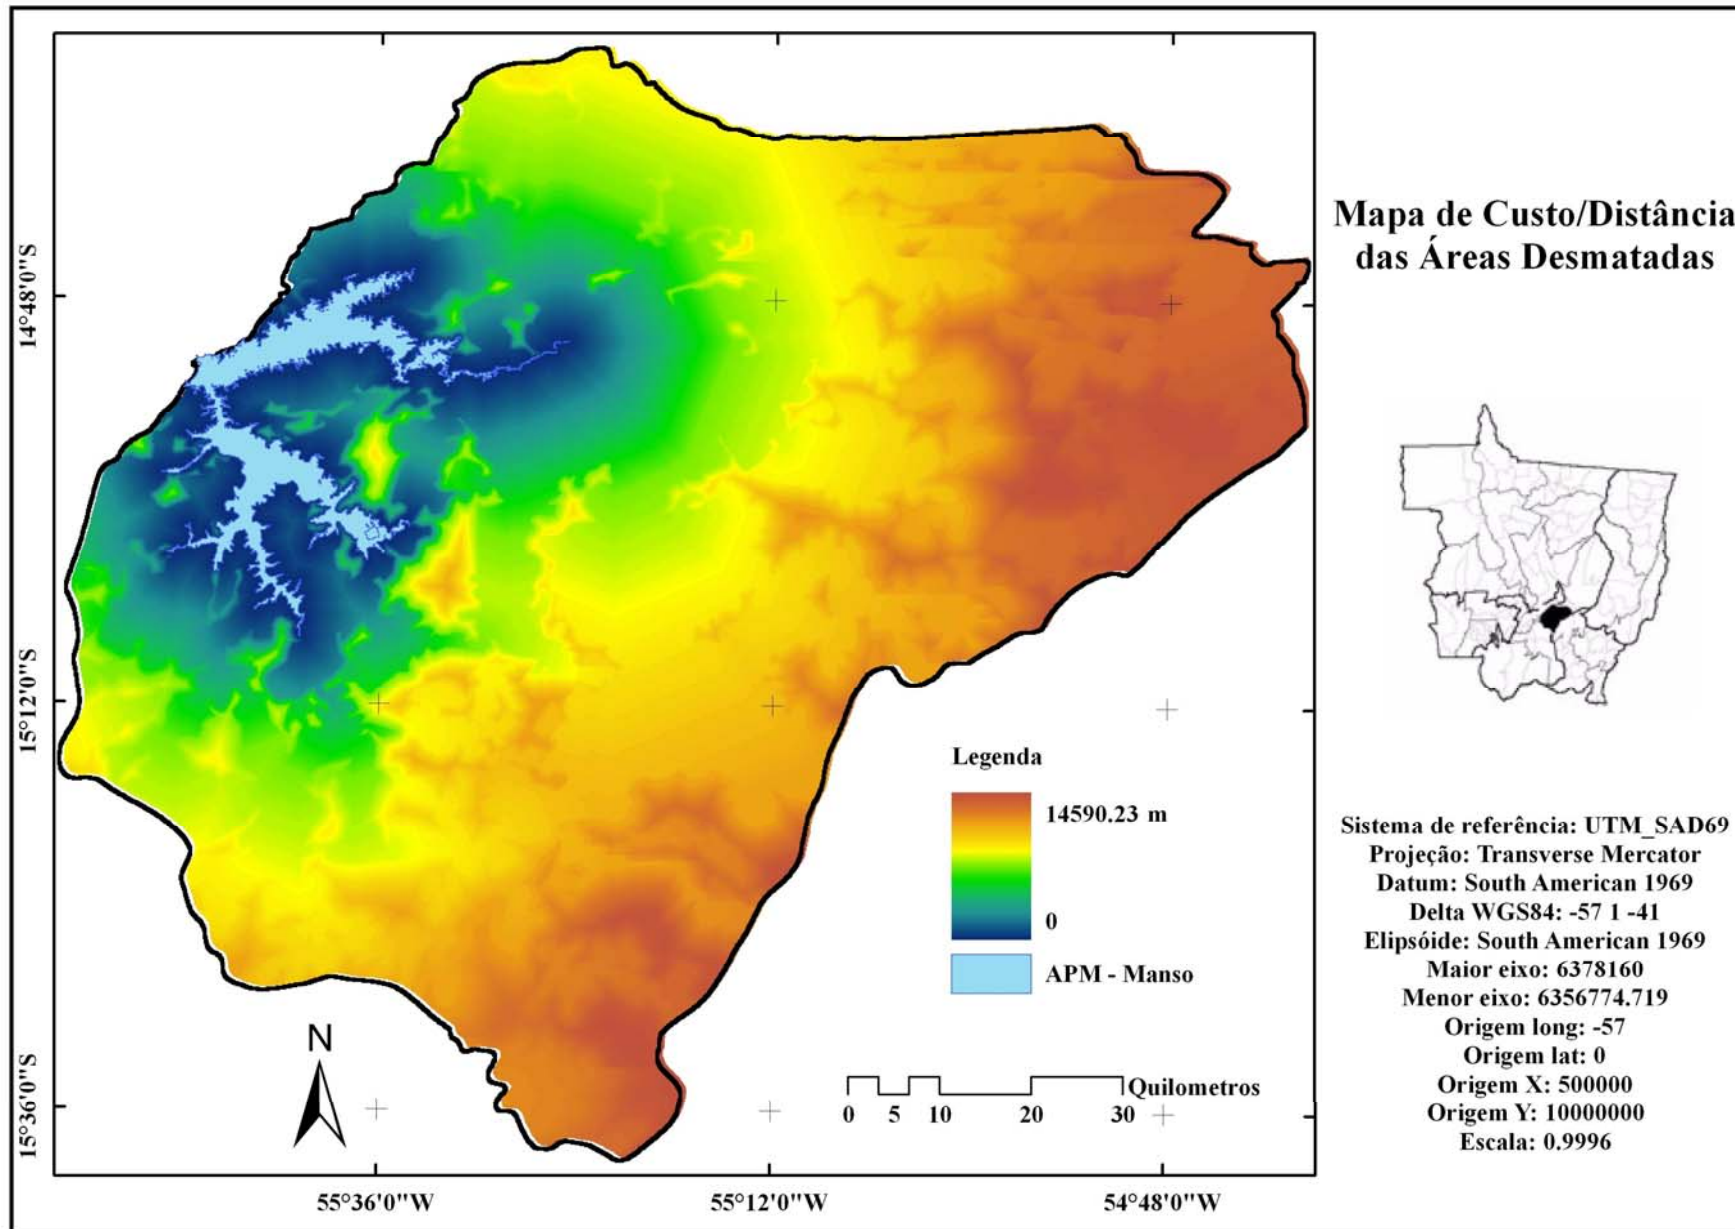 Mapa de Custo/Distância
das Áreas Desmatadas
14°48'0"S
15°12'0"S
15°36'0"S
Legenda
14590.23 m
0
APM - Manso
N
Quilometros
0 5 10 20 30
55°36'0"W 55°12'0"W 54°48'0"W
Sistema de referência: UTM_SAD69
Projeção: Transverse Mercator
Datum: South American 1969
Delta WGS84: -57 1 -41
Elipsóide: South American 1969
Maior eixo: 6378160
Menor eixo: 6356774.719
Origem long: -57
Origem lat: 0
Origem X: 500000
Origem Y: 10000000
Escala: 0.9996